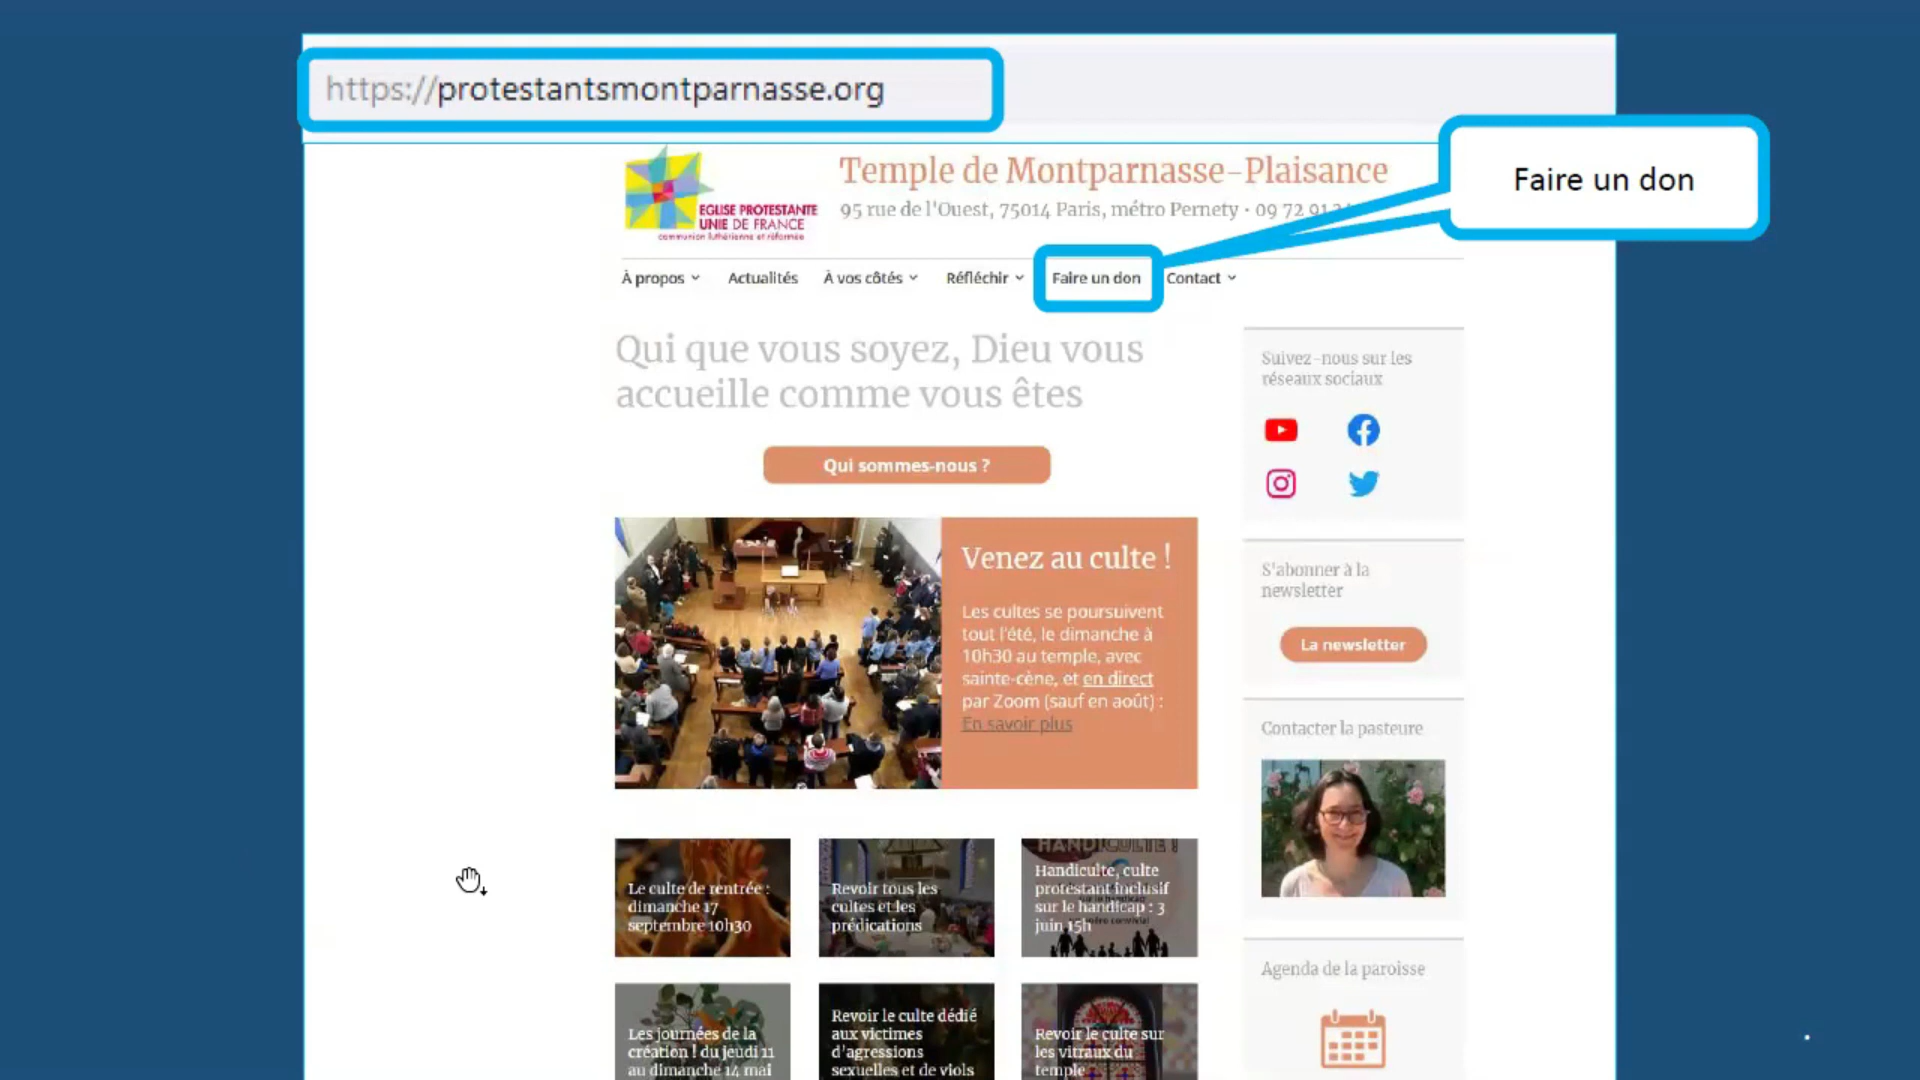 https://protestantsmontparnasse.org
Faire un don
Temple de Montparnasse-Plaisance
EGLISE PROTESTANTE
UNIE DE FRANCE
communion luthérienne et réformée
95 rue de l'Ouest, 75014 Paris, métro Pernety • 09 72 91
À propos
Actualités
À vos côtés
Réfléchir
Faire un don
Contact
Qui que vous soyez, Dieu vous
accueille comme vous êtes
Qui sommes-nous ?
Venez au culte !
Les cultes se poursuivent
tout l'été, le dimanche à
10h30 au temple, avec
sainte-cène, et en direct
par Zoom (sauf en août) :
En savoir plus
Suivez-nous sur les
réseaux sociaux
S'abonner à la
newsletter
La newsletter
Contacter la pasteure
Agenda de la paroisse
Le culte de rentrée :
dimanche 17
septembre 10h30
Revoir tous les
cultes et les
prédications
HANDICULTE !
Handiculte, culte
protestant inclusif
sur le handicap : 3
juin 15h
Les journées de la
création ! du jeudi 11
au dimanche 14 mai
Revoir le culte dédié
aux victimes
d'agressions
sexuelles et de viols
Revoir le culte sur
les vitraux du
temple